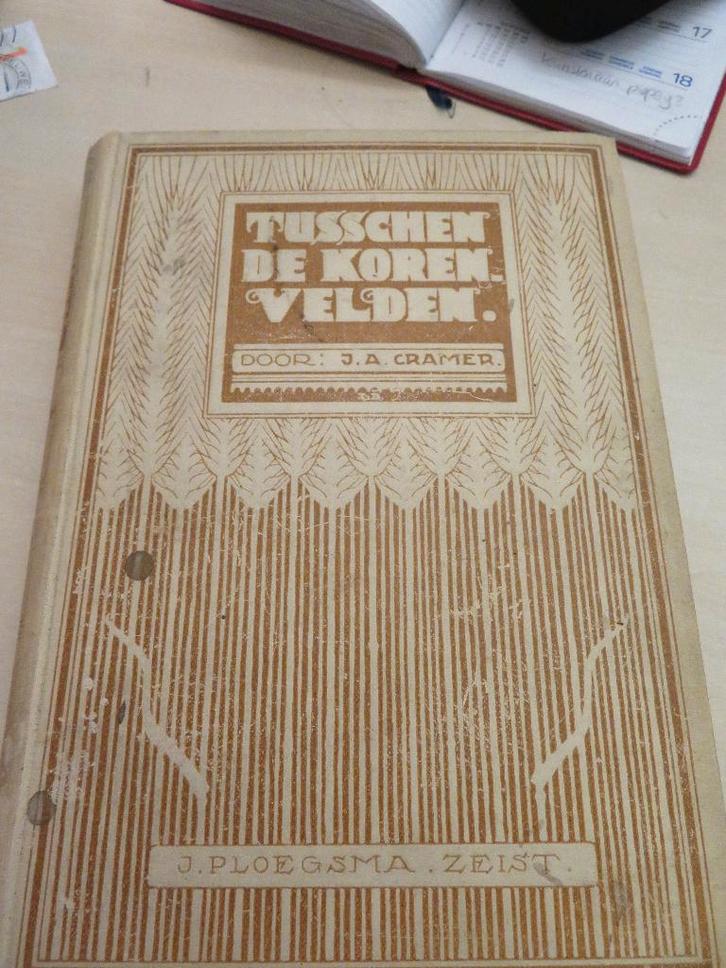 17
18
TUSSCHEN
DE KOREN
VELDEN.
DOOR: J.A. CRAMER.
J. PLOEGSMA. ZEIST.